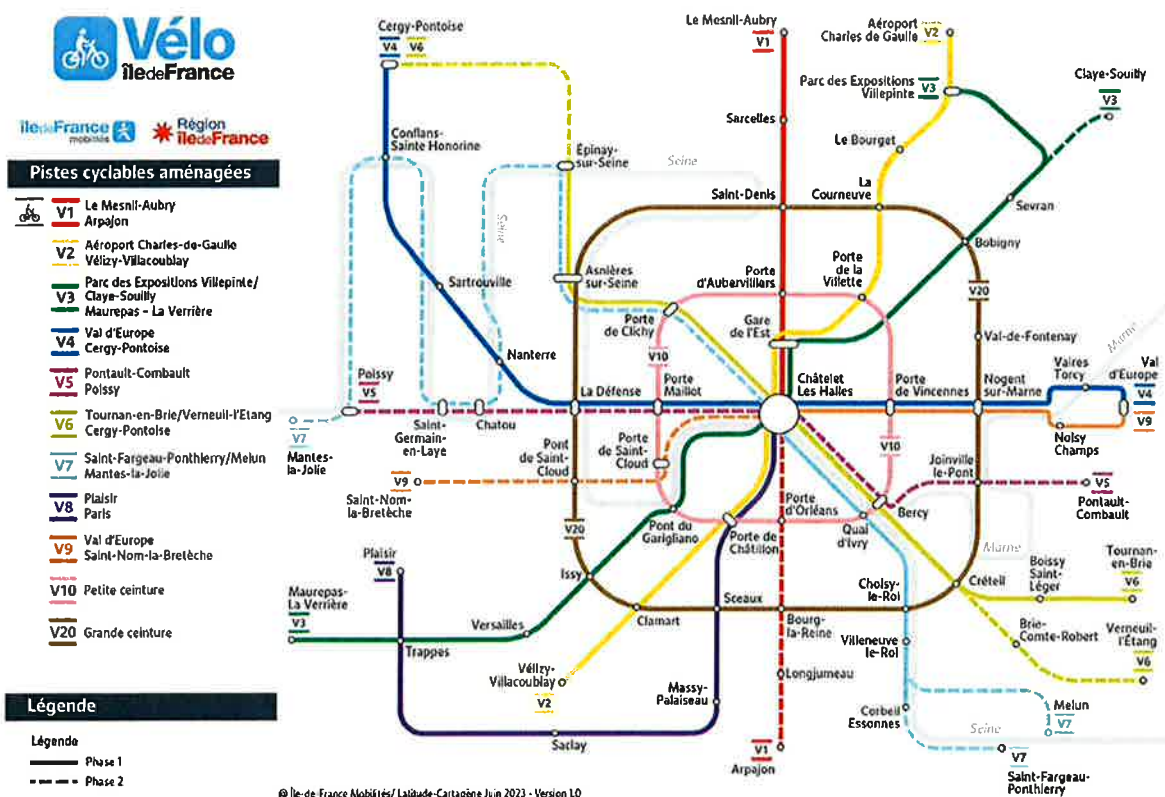 Vélo
îledeFrance
îledeFrance
mobilités
Région
îledeFrance
Pistes cyclables aménagées
V1
Le Mesnil-Aubry
Arpajon
V2
Aéroport Charles-de-Gaulle
Vélizy-Villacoublay
V3
Parc des Expositions Villepinte/
Claye-Souilly
Maurepas - La Verrière
V4
Val d'Europe
Cergy-Pontoise
V5
Pontault-Combault
Poissy
V6
Tournan-en-Brie/Verneuil-l'Etang
Cergy-Pontoise
V7
Saint-Fargeau-Ponthierry/Melun
Mantes-la-Jolie
V8
Plaisir
Paris
V9
Val d'Europe
Saint-Nom-la-Bretèche
V10
Petite ceinture
V20
Grande ceinture
Légende
Légende
Phase 1
Phase 2
Cergy-Pontoise
V4 V6
Le Mesnil-Aubry
V1
Aéroport
Charles de Gaulle
V2
Parc des Expositions
Villepinte
V3
Claye-Souilly
V3
Conflans-
Sainte Honorine
Épinay-
sur-Seine
Seine
Sarcelles
Le Bourget
Saint-Denis
La
Courneuve
Sevran
Seine
Bobigny
Sartrouville
Asnières
sur-Seine
Porte
d'Aubervilliers
Porte
de la
Villette
V20
Porte
de Clichy
Gare
de l'Est
Val-de-Fontenay
Marne
V10
Nanterre
Poissy
V5
La Défense
Porte
Maillot
Châtelet
Les Halles
Porte
de Vincennes
Nogent
sur-Marne
Vaires
Torcy
Val
d'Europe
V4
V9
V7
Mantes-
la-Jolie
Saint-
Germain-
en-Laye
Chatou
Pont
de Saint-
Cloud
Porte
de Saint-
Cloud
V10
Noisy
Champs
V9
Saint-Nom-
la-Bretèche
Joinville
le-Pont
V5
Pontault-
Combault
V20
Pont du
Garigliano
Porte de
Châtillon
Porte
d'Orléans
Quai
d'Ivry
Bercy
Marne
Plaisir
V8
Issy
Maurepas-
La Verrière
V3
Versailles
Trappes
Clamart
Sceaux
Bourg-
la-Reine
Choisy-
le-Roi
Créteil
Boissy
Saint-
Léger
Tournan-
en-Brie
V6
Brie-
Comte-Robert
Verneuil-
l'Étang
V6
Vélizy-
Villacoublay
V2
Massy-
Palaiseau
Longjumeau
Villeneuve
le-Roi
Corbeil
Essonnes
Melun
V7
Seine
Saclay
V1
Arpajon
V7
Saint-Fargeau-
Ponthierry
@ Île-de-France Mobilités/ Latitude-Cartagène Juin 2023 - Version 1.0